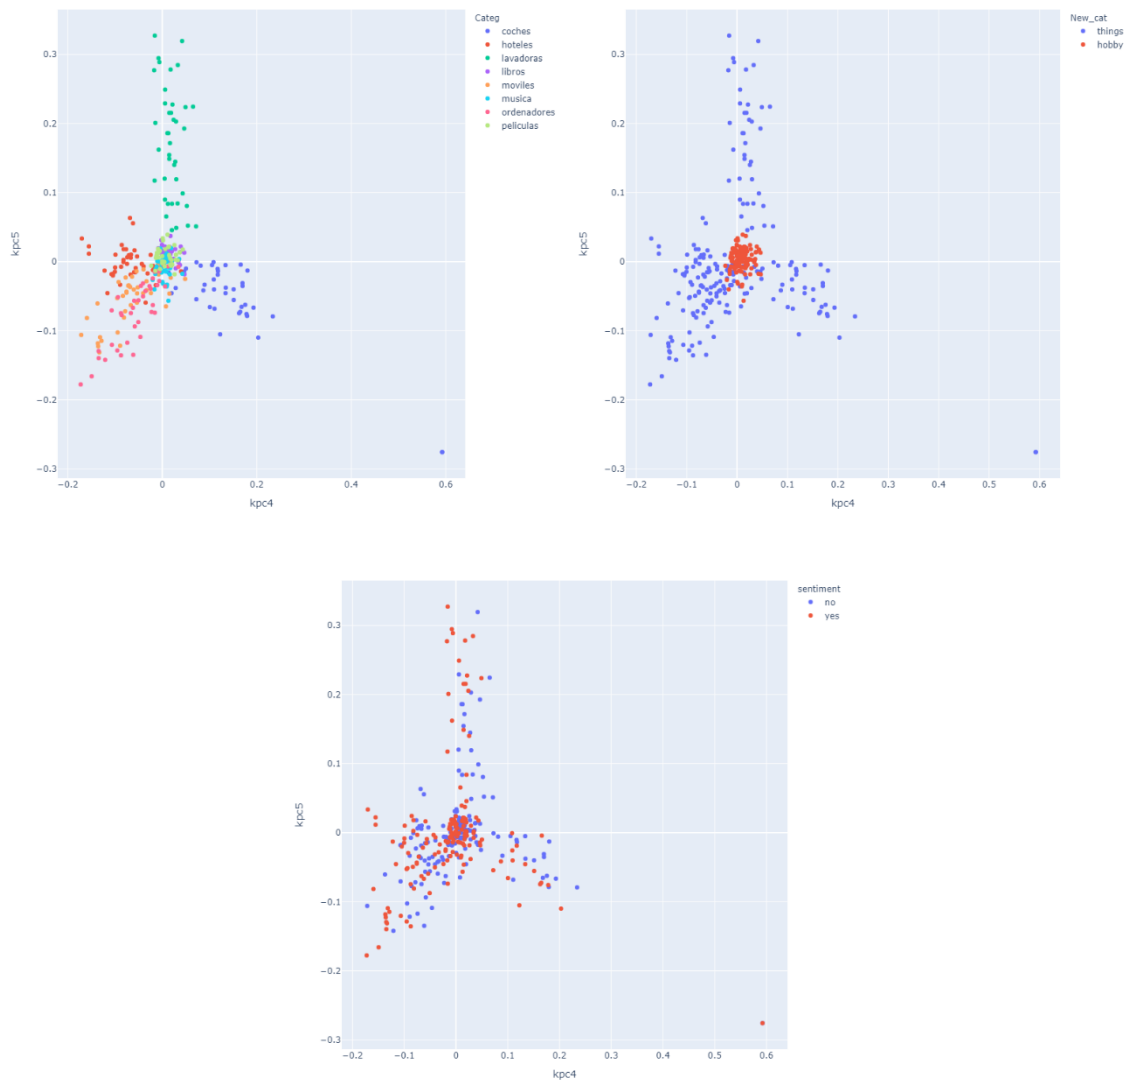 Categ
coches
hoteles
lavadoras
libros
moviles
musica
ordenadores
peliculas
0.3
0.2
0.1
0
−0.1
−0.2
−0.3
kpc5
−0.2
0
0.2
0.4
0.6
kpc4
New_cat
things
hobby
0.3
0.2
0.1
0
−0.1
−0.2
−0.3
kpc5
−0.2
−0.1
0
0.1
0.2
0.3
0.4
0.5
0.6
kpc4
sentiment
no
yes
0.3
0.2
0.1
0
−0.1
−0.2
−0.3
kpc5
−0.2
−0.1
0
0.1
0.2
0.3
0.4
0.5
0.6
kpc4